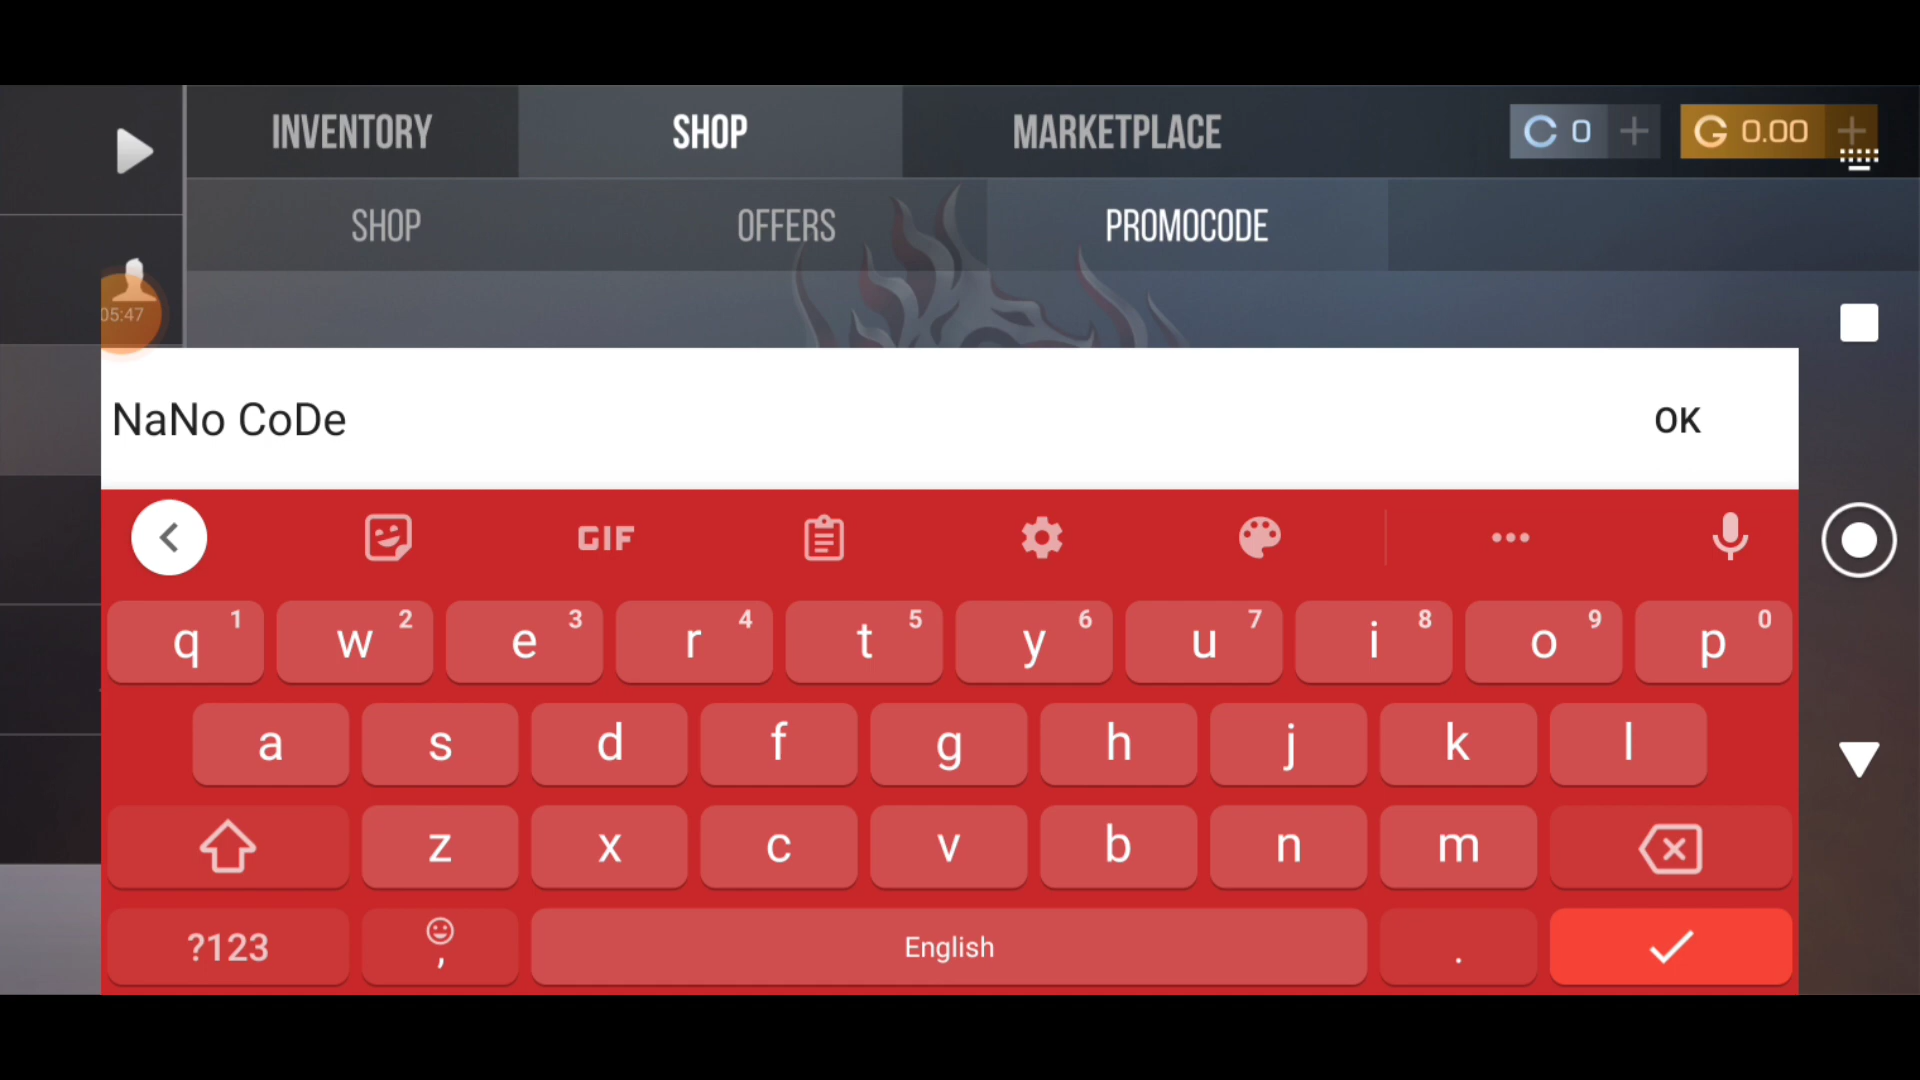 INVENTORY SHOP MARKETPLACE C 0 + G 0.00 +
SHOP OFFERS PROMOCODE
05:47
NaNo CoDe OK
GIF
q 1 w 2 e 3 r 4 t 5 y 6 u 7 i 8 o 9 p 0
a s d f g h j k l
z x c v b n m
?123 , English .